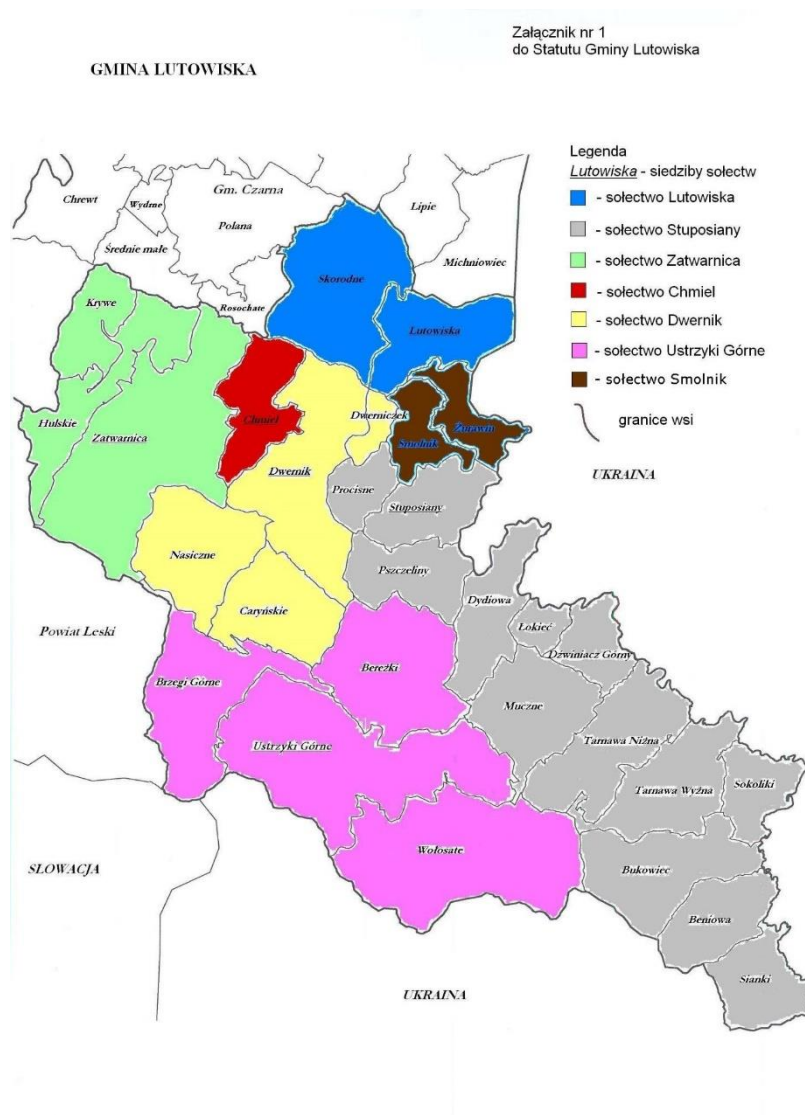 Załącznik nr 1
do Statutu Gminy Lutowiska
GMINA LUTOWISKA
Legenda
Lutowiska - siedziby sołectw
- sołectwo Lutowiska
- sołectwo Stuposiany
- sołectwo Zatwarnica
- sołectwo Chmiel
- sołectwo Dwernik
- sołectwo Ustrzyki Górne
- sołectwo Smolnik
granice wsi
Chrewt
Wydrne
Gm. Czarna
Polana
Lipie
Średnie małe
Michniowiec
Skorodne
Rosochate
Krywe
Lutowiska
Hulskie
Zatwarnica
Chmiel
Dwerniczek
Smolnik
Żurawin
Dwernik
UKRAINA
Procisne
Stuposiany
Nasiczne
Pszczeliny
Caryńskie
Dydiowa
Łokieć
Dźwiniacz Górny
Powiat Leski
Brzegi Górne
Bereżki
Muczne
Ustrzyki Górne
Tarnawa Niżna
Tarnawa Wyżna
Sokoliki
Wołosate
SŁOWACJA
Bukowiec
Beniowa
Sianki
UKRAINA